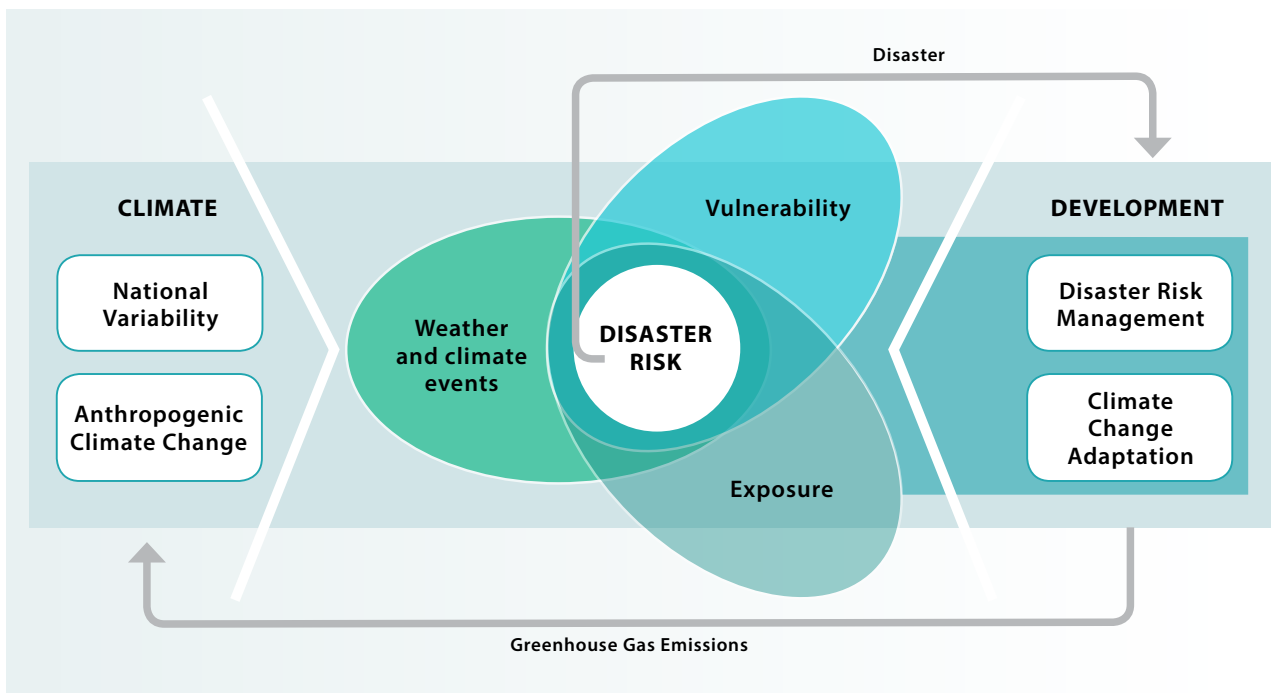 Disaster
CLIMATE
National
Variability
Anthropogenic
Climate Change
Weather
and climate
events
Vulnerability
DISASTER
RISK
Exposure
DEVELOPMENT
Disaster Risk
Management
Climate
Change
Adaptation
Greenhouse Gas Emissions